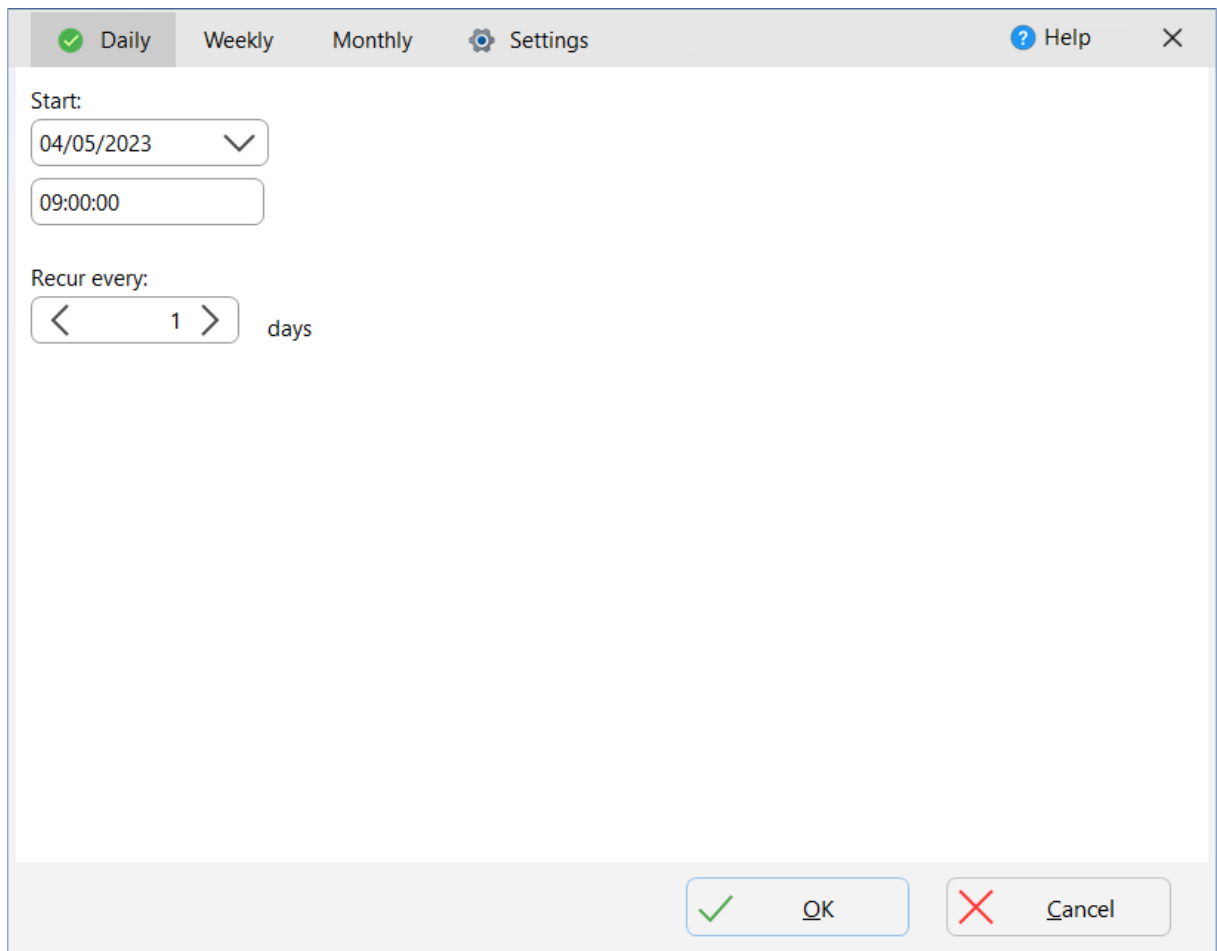 Daily Weekly Monthly Settings Help
Start:
04/05/2023
09:00:00
Recur every:
1 days
OK Cancel